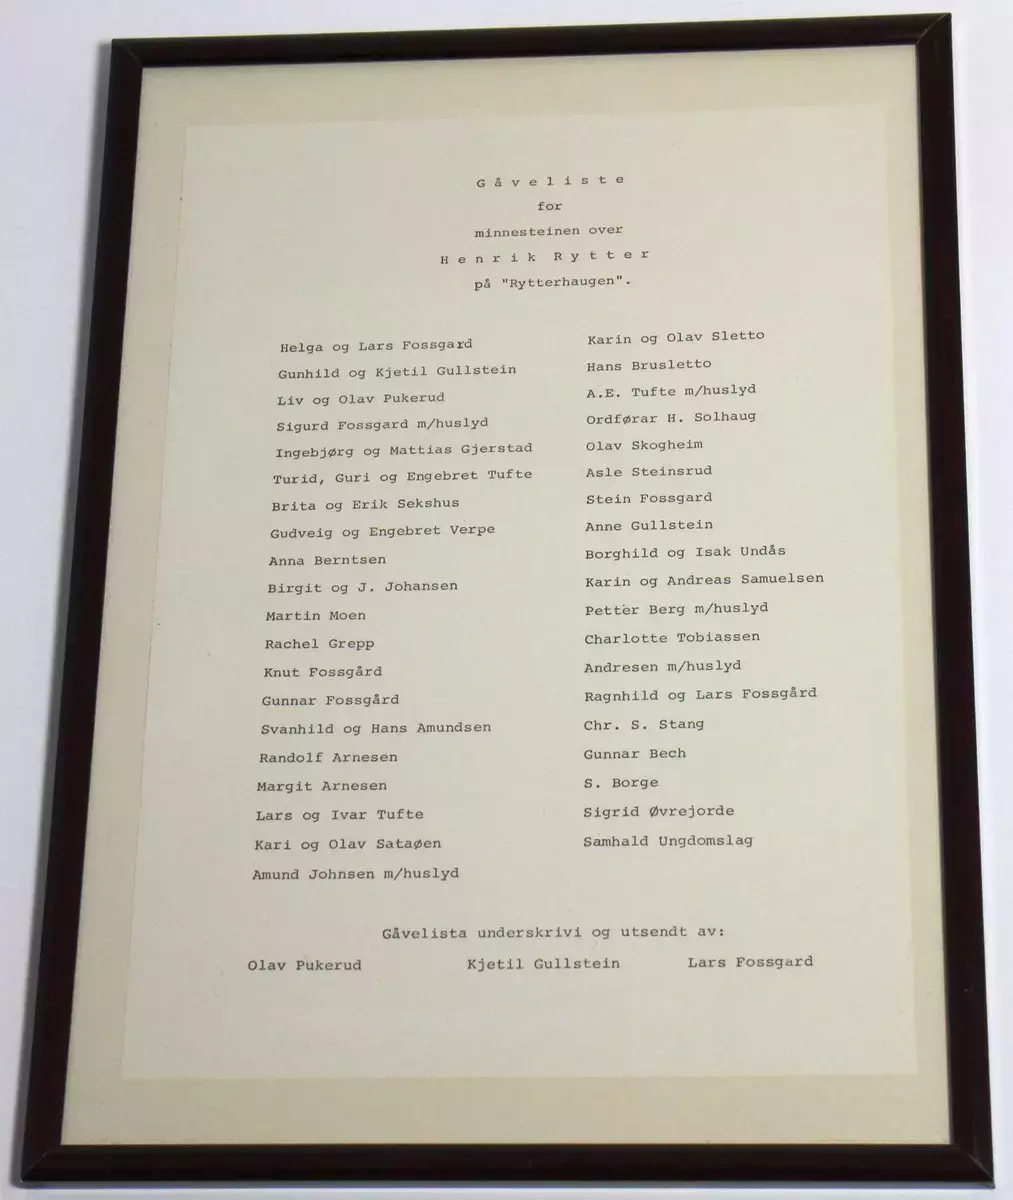 Gåveliste
for
minnesteinen over
Henrik Rytter
på "Rytterhaugen".
Helga og Lars Fossgard
Gunhild og Kjetil Gullstein
Liv og Olav Pukerud
Sigurd Fossgard m/huslyd
Ingebjørg og Mattias Gjerstad
Turid, Guri og Engebret Tufte
Brita og Erik Sekshus
Gudveig og Engebret Verpe
Anna Berntsen
Birgit og J. Johansen
Martin Moen
Rachel Grepp
Knut Fossgård
Gunnar Fossgård
Svanhild og Hans Amundsen
Randolf Arnesen
Margit Arnesen
Lars og Ivar Tufte
Kari og Olav Sataøen
Amund Johnsen m/huslyd
Karin og Olav Sletto
Hans Brusletto
A.E. Tufte m/huslyd
Ordførar H. Solhaug
Olav Skogheim
Asle Steinsrud
Stein Fossgard
Anne Gullstein
Borghild og Isak Undås
Karin og Andreas Samuelsen
Petter Berg m/huslyd
Charlotte Tobiassen
Andresen m/huslyd
Ragnhild og Lars Fossgård
Chr. S. Stang
Gunnar Bech
S. Borge
Sigrid Øvrejorde
Samhald Ungdomslag
Gåvelista underskrivi og utsendt av:
Olav Pukerud Kjetil Gullstein Lars Fossgard